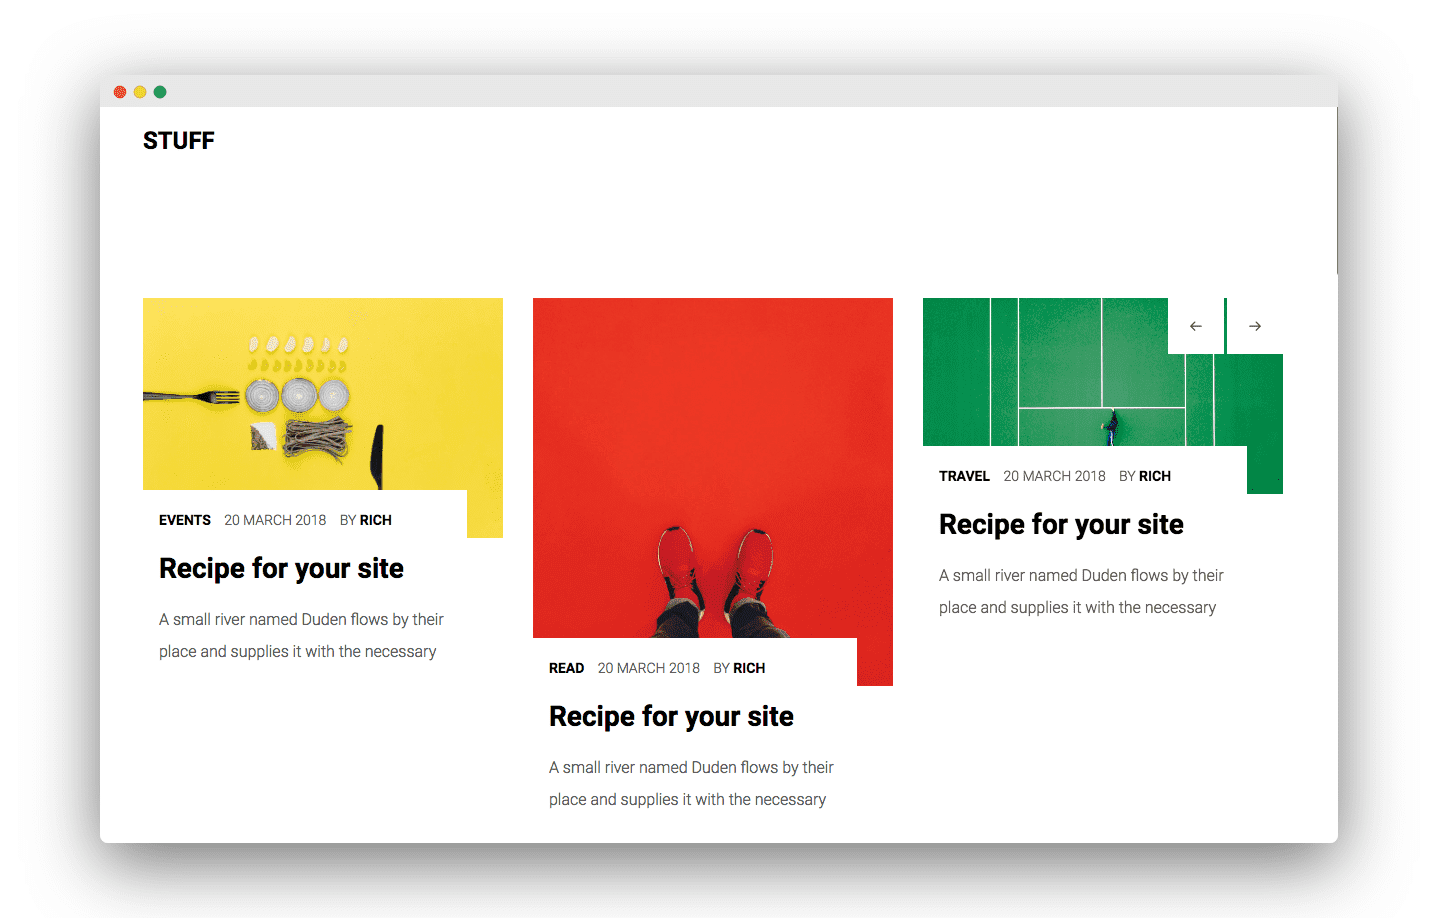 STUFF
EVENTS 20 MARCH 2018 BY RICH
Recipe for your site
A small river named Duden flows by their
place and supplies it with the necessary
READ 20 MARCH 2018 BY RICH
Recipe for your site
A small river named Duden flows by their
place and supplies it with the necessary
TRAVEL 20 MARCH 2018 BY RICH
Recipe for your site
A small river named Duden flows by their
place and supplies it with the necessary